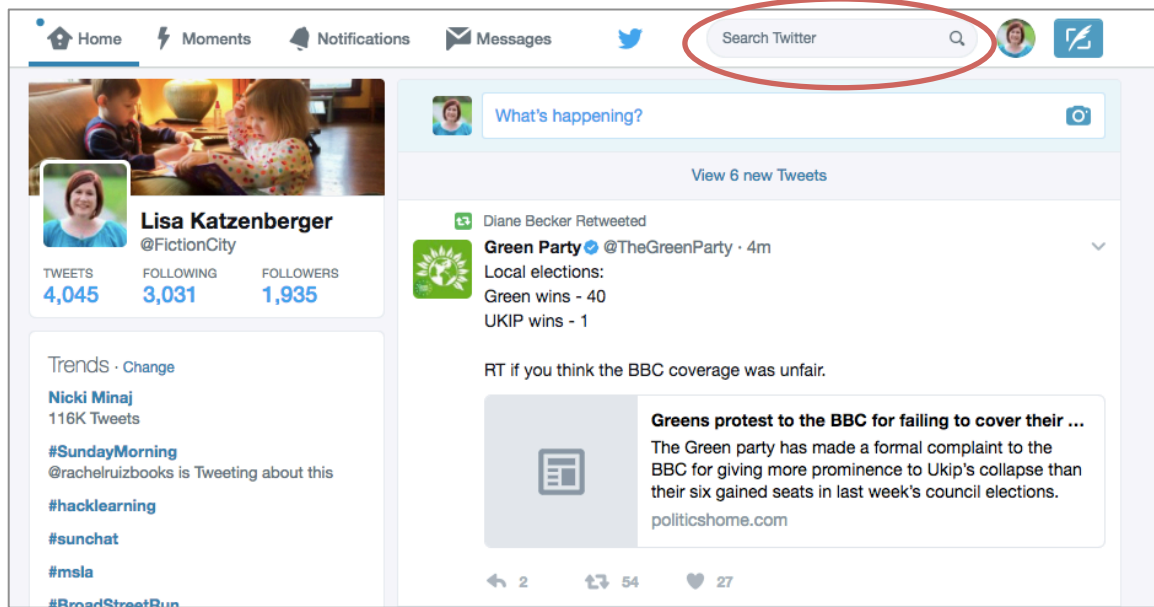 Home Moments Notifications Messages Search Twitter
Lisa Katzenberger
@FictionCity
TWEETS FOLLOWING FOLLOWERS
4,045 3,031 1,935
Trends · Change
Nicki Minaj
116K Tweets
#SundayMorning
@rachelruizbooks is Tweeting about this
#hacklearning
#sunchat
#msla
#BroadStreetRun
What's happening?
View 6 new Tweets
Diane Becker Retweeted
Green Party @TheGreenParty · 4m
Local elections:
Green wins - 40
UKIP wins - 1
RT if you think the BBC coverage was unfair.
Greens protest to the BBC for failing to cover their ...
The Green party has made a formal complaint to the
BBC for giving more prominence to Ukip's collapse than
their six gained seats in last week's council elections.
politicshome.com
2 54 27